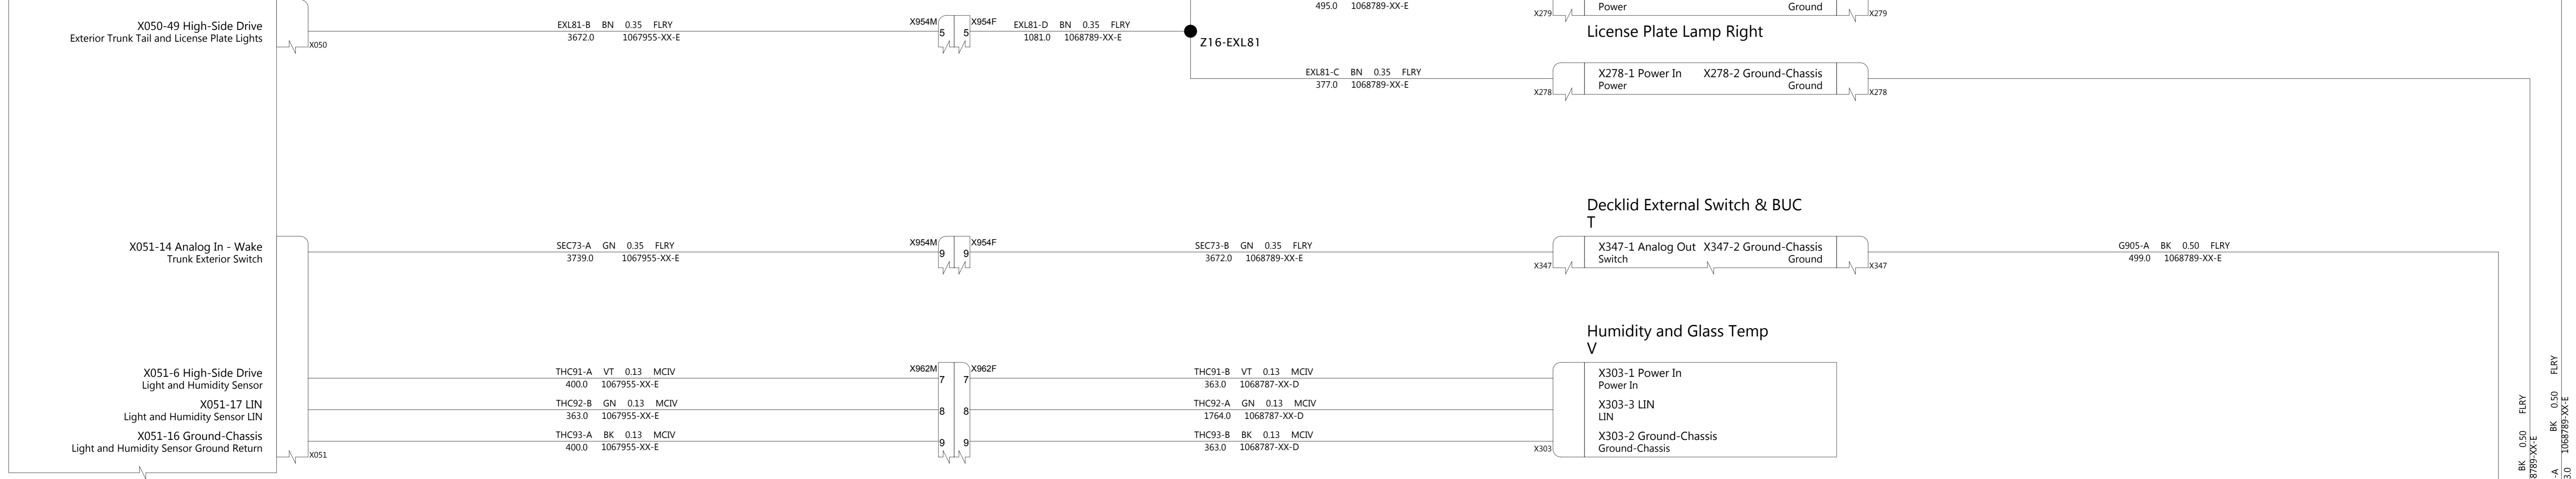 495.0 1068789-XX-E
X279 Power Ground X279
X050-49 High-Side Drive
Exterior Trunk Tail and License Plate Lights
X050
EXL81-B BN 0.35 FLRY
3672.0 1067955-XX-E
X954M X954F
5 5
EXL81-D BN 0.35 FLRY
1081.0 1068789-XX-E
Z16-EXL81
License Plate Lamp Right
EXL81-C BN 0.35 FLRY
377.0 1068789-XX-E
X278-1 Power In X278-2 Ground-Chassis
Power Ground
X278 X278
Decklid External Switch & BUC
T
X051-14 Analog In - Wake
Trunk Exterior Switch
SEC73-A GN 0.35 FLRY
3739.0 1067955-XX-E
X954M X954F
9 9
SEC73-B GN 0.35 FLRY
3672.0 1068789-XX-E
X347-1 Analog Out X347-2 Ground-Chassis
Switch Ground
X347 X347
G905-A BK 0.50 FLRY
499.0 1068789-XX-E
Humidity and Glass Temp
V
X051-6 High-Side Drive
Light and Humidity Sensor
THC91-A VT 0.13 MCIV
400.0 1067955-XX-E
X962M X962F
7 7
THC91-B VT 0.13 MCIV
363.0 1068787-XX-D
X303-1 Power In
Power In
X051-17 LIN
Light and Humidity Sensor LIN
THC92-B GN 0.13 MCIV
363.0 1067955-XX-E
8 8
THC92-A GN 0.13 MCIV
1764.0 1068787-XX-D
X303-3 LIN
LIN
X051-16 Ground-Chassis
Light and Humidity Sensor Ground Return
X051
THC93-A BK 0.13 MCIV
400.0 1067955-XX-E
9 9
THC93-B BK 0.13 MCIV
363.0 1068787-XX-D
X303-2 Ground-Chassis
Ground-Chassis
X303
BK 0.50 FLRY
8789-XX-E
-A BK 0.50 FLRY
3.0 1068789-XX-E